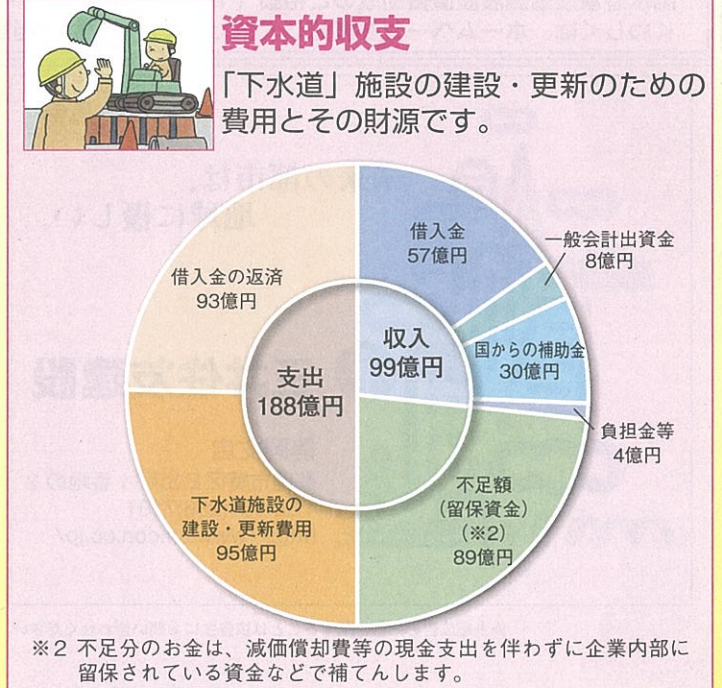 資本的収支
「下水道」施設の建設・更新のための
費用とその財源です。
借入金
57億円
一般会計出資金
8億円
国からの補助金
30億円
負担金等
4億円
収入
99億円
支出
188億円
借入金の返済
93億円
下水道施設の
建設・更新費用
95億円
不足額
(留保資金)
(※2)
89億円
※2 不足分のお金は、減価償却費等の現金支出を伴わずに企業内部に
留保されている資金などで補てんします。